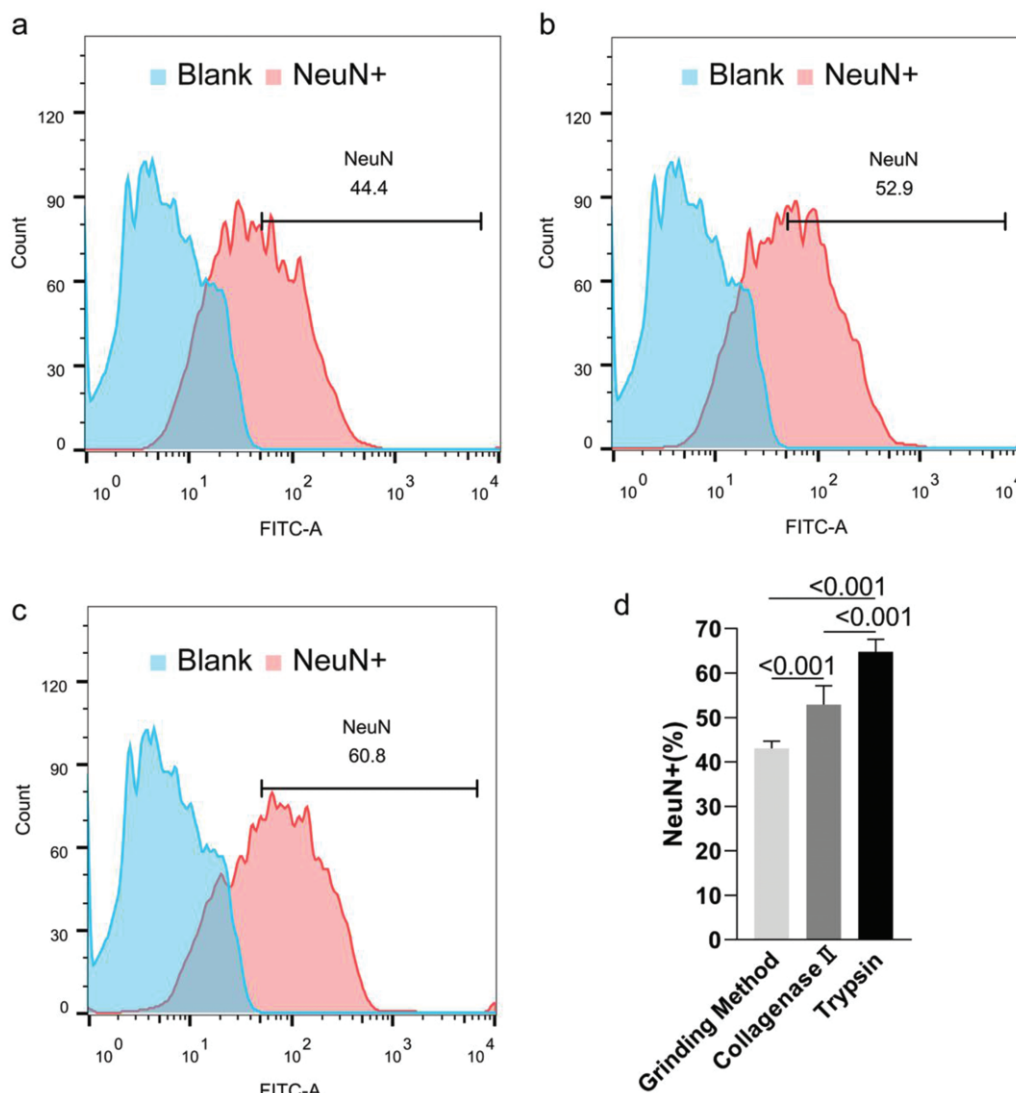 a
Blank NeuN+
NeuN
44.4
120
90
60
30
0
Count
10^0 10^1 10^2 10^3 10^4
FITC-A
b
Blank NeuN+
NeuN
52.9
120
90
60
30
0
Count
10^0 10^1 10^2 10^3 10^4
FITC-A
c
Blank NeuN+
NeuN
60.8
120
90
60
30
0
Count
10^0 10^1 10^2 10^3 10^4
FITC-A
d
<0.001
<0.001
<0.001
70
60
50
40
30
20
10
0
NeuN+(%)
Grinding Method
Collagenase Ⅱ
Trypsin